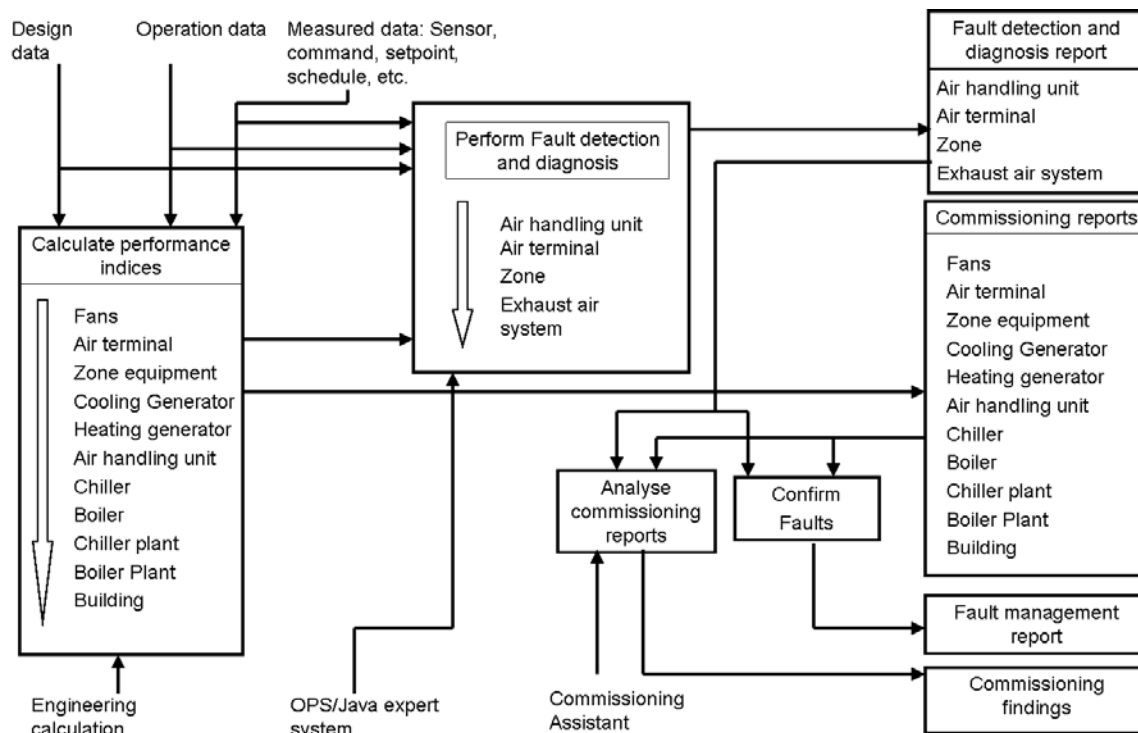 Design
data
Operation data
Measured data: Sensor,
command, setpoint,
schedule, etc.
Perform Fault detection
and diagnosis
Air handling unit
Air terminal
Zone
Exhaust air
system
Fault detection and
diagnosis report
Air handling unit
Air terminal
Zone
Exhaust air system
Calculate performance
indices
Fans
Air terminal
Zone equipment
Cooling Generator
Heating generator
Air handling unit
Chiller
Boiler
Chiller plant
Boiler Plant
Building
Commissioning reports
Fans
Air terminal
Zone equipment
Cooling Generator
Heating generator
Air handling unit
Chiller
Boiler
Chiller plant
Boiler Plant
Building
Analyse
commissioning
reports
Confirm
Faults
Fault management
report
Commissioning
findings
Engineering
calculation
OPS/Java expert
system
Commissioning
Assistant